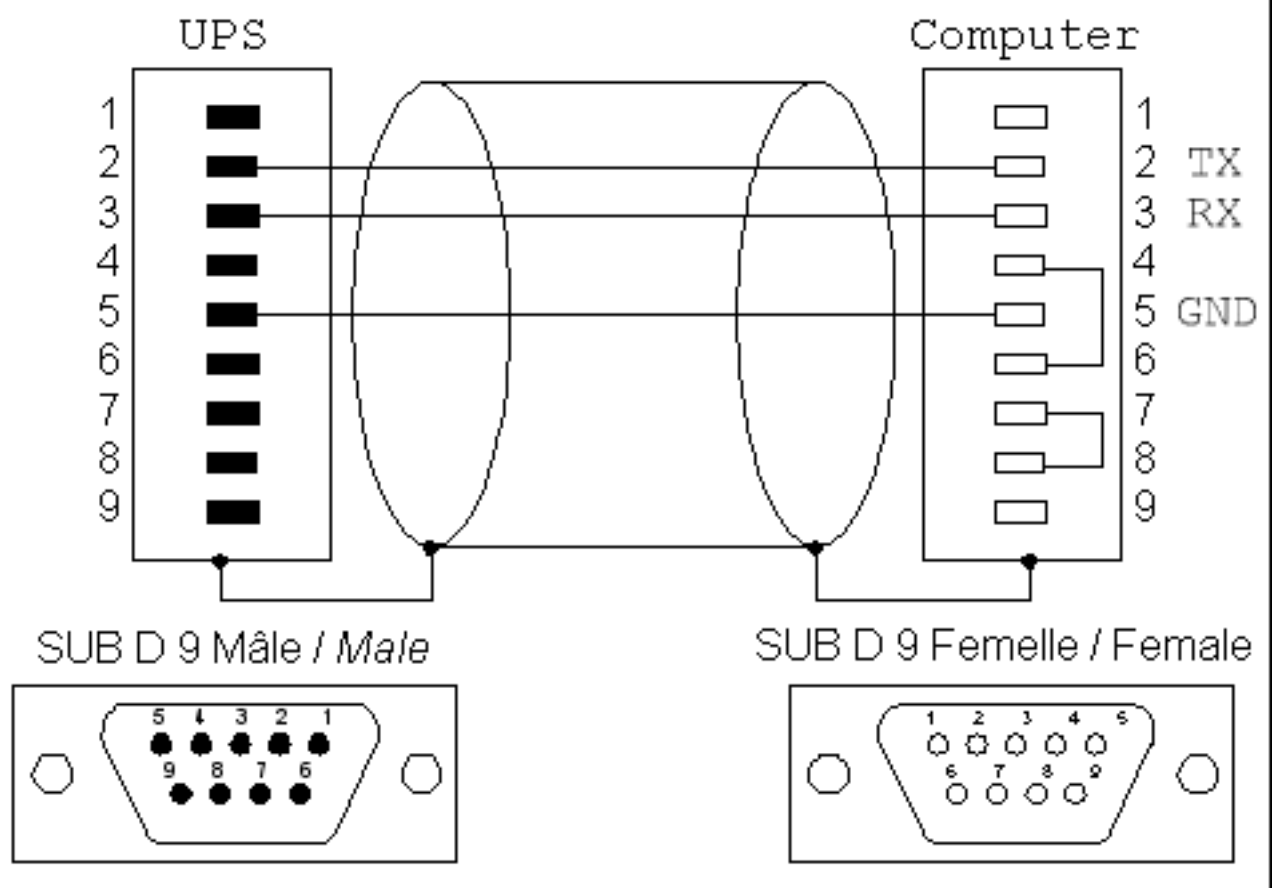 UPS Computer
1 1
2 2 TX
3 3 RX
4 4
5 5 GND
6 6
7 7
8 8
9 9
SUB D 9 Mâle / Male SUB D 9 Femelle / Female
5 4 3 2 1 1 2 3 4 5
9 8 7 6 6 7 8 9